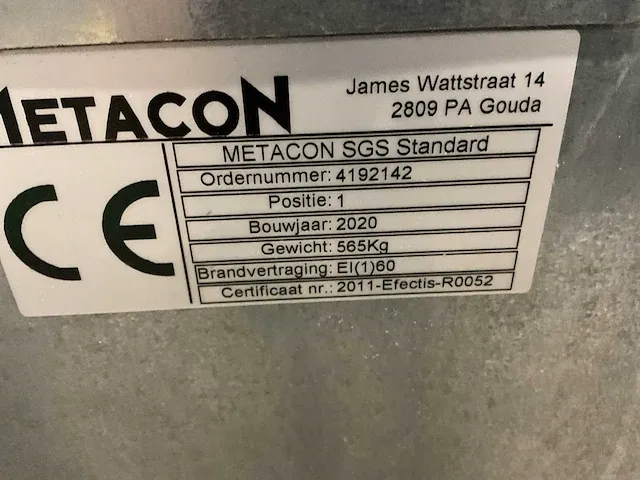 METACON
James Wattstraat 14
2809 PA Gouda
CE
METACON SGS Standard
Ordernummer: 4192142
Positie: 1
Bouwjaar: 2020
Gewicht: 565Kg
Brandvertraging: EI(1)60
Certificaat nr.: 2011-Efectis-R0052